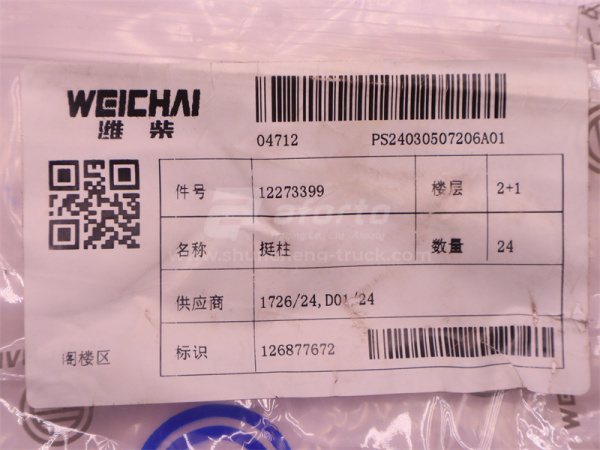 WEICHAI
潍柴
04712 PS24030507206A01
件号 12273399 楼层 2+1
名称 挺柱 数量 24
供应商 1726/24,D01/24
标识 126877672
阁楼区